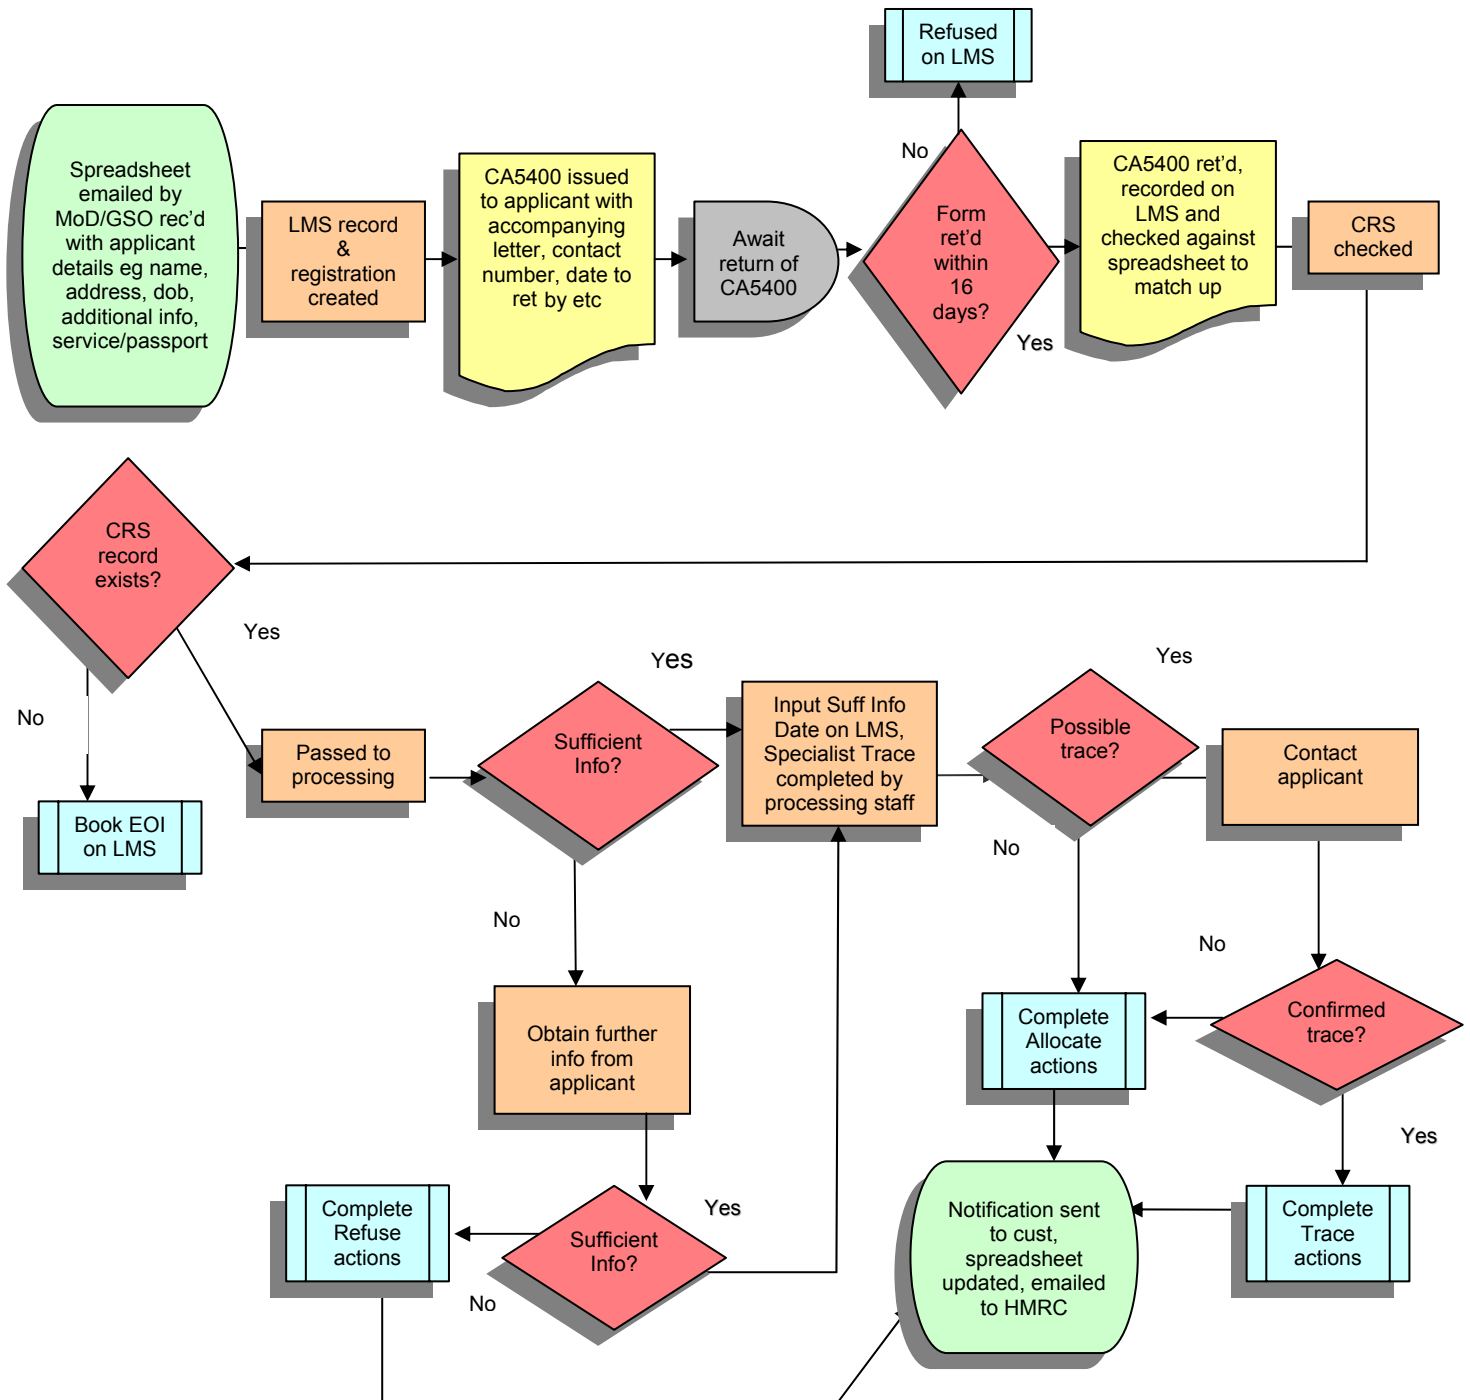 Refused
on LMS
Spreadsheet
emailed by
MoD/GSO rec'd
with applicant
details eg name,
address, dob,
additional info,
service/passport
LMS record
&
registration
created
CA5400 issued
to applicant with
accompanying
letter, contact
number, date to
ret by etc
Await
return of
CA5400
No
Form
ret'd
within
16
days?
Yes
CA5400 ret'd,
recorded on
LMS and
checked against
spreadsheet to
match up
CRS
checked
CRS
record
exists?
Yes
No
Book EOI
on LMS
Passed to
processing
Sufficient
Info?
Yes
No
Input Suff Info
Date on LMS,
Specialist Trace
completed by
processing staff
Possible
trace?
Yes
No
Contact
applicant
Obtain further
info from
applicant
Complete
Allocate
actions
No
Confirmed
trace?
Yes
Complete
Refuse
actions
No
Sufficient
Info?
Yes
Notification sent
to cust,
spreadsheet
updated, emailed
to HMRC
Complete
Trace
actions